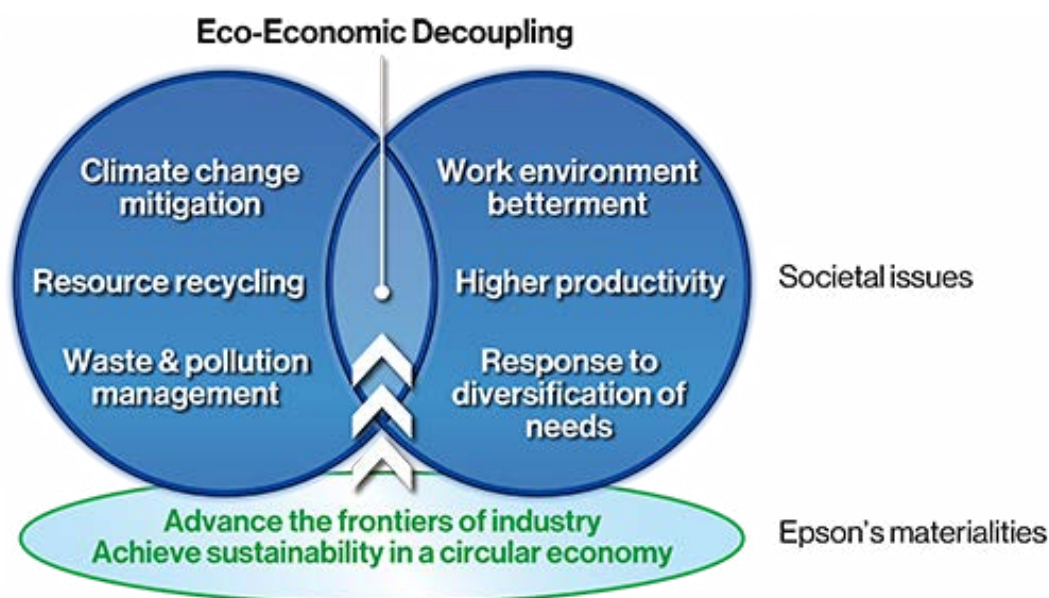 Eco-Economic Decoupling
Climate change
mitigation
Resource recycling
Waste & pollution
management
Work environment
betterment
Higher productivity
Response to
diversification of
needs
Societal issues
Advance the frontiers of industry
Achieve sustainability in a circular economy
Epson's materialities